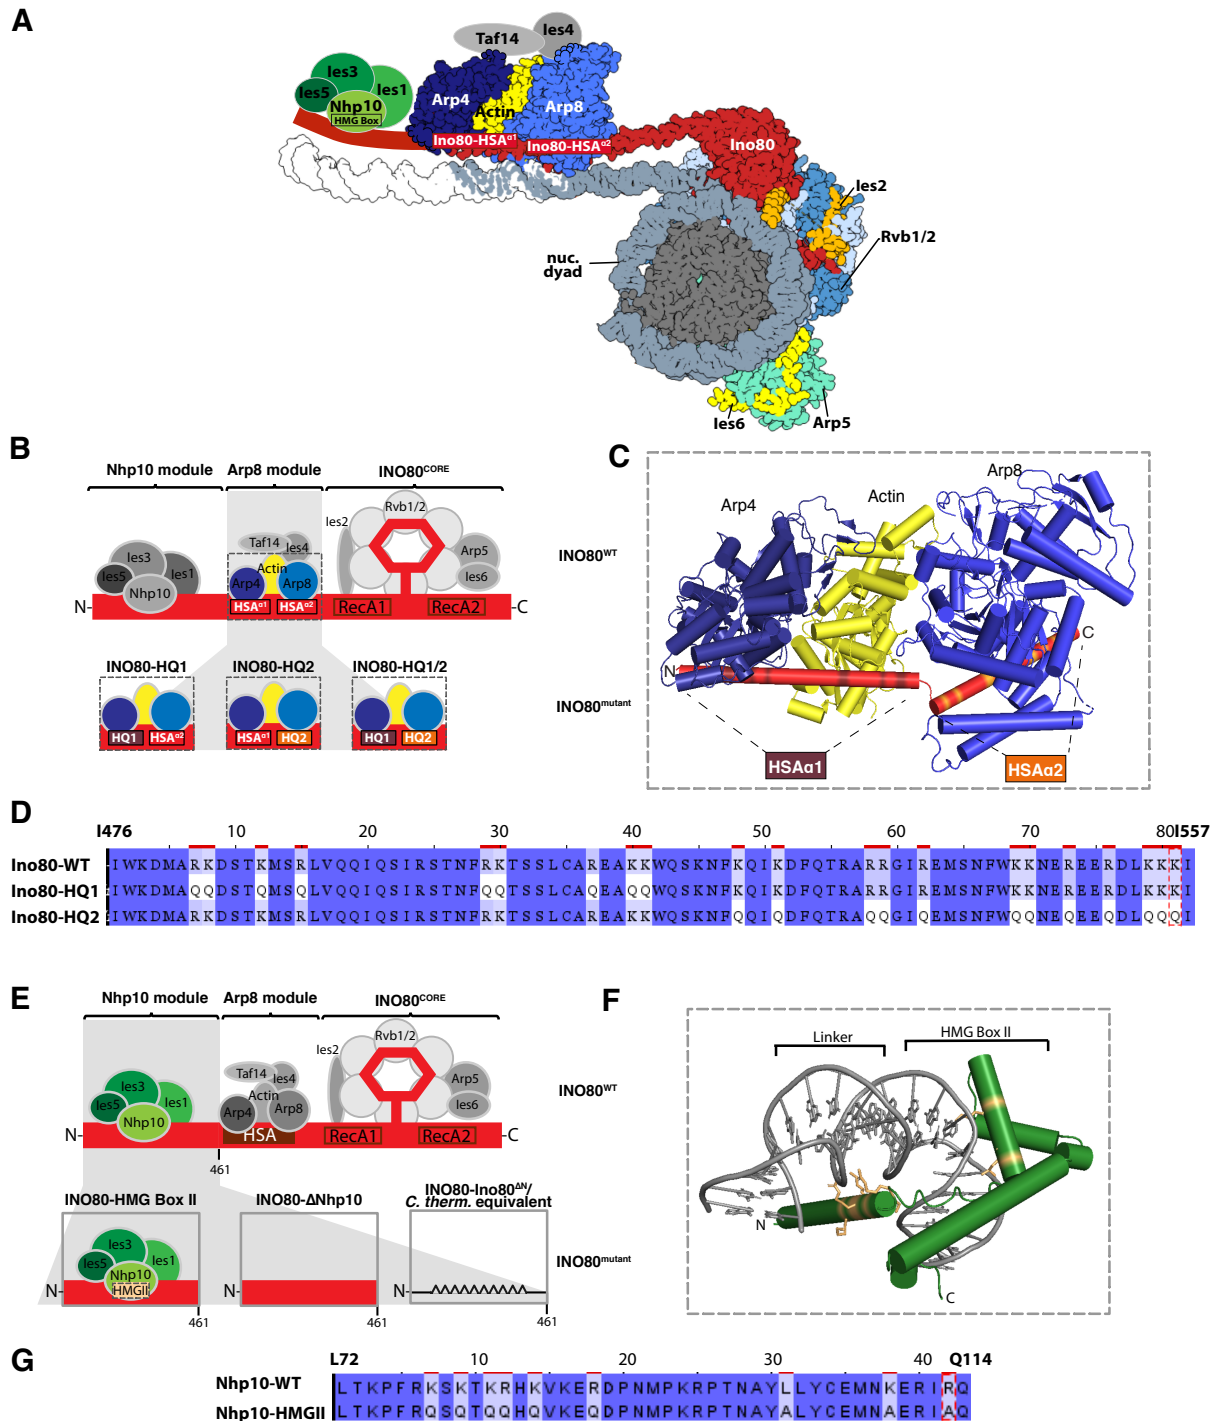 A
Taf14
Ies4
Ies3
Ies5
Ies1
Nhp10
HMG Box
Arp4
Actin
Arp8
Ino80-HSAα1
Ino80-HSAα2
Ino80
Ies2
Rvb1/2
nuc.
dyad
Ies6
Arp5
B
Nhp10 module
Arp8 module
INO80CORE
Ies2
Rvb1/2
Taf14
Ies4
Ies3
Ies5
Ies1
Nhp10
Actin
Arp4
Arp8
Arp5
Ies6
N-
HSAα1
HSAα2
RecA1
RecA2
-C
INO80WT
INO80-HQ1
INO80-HQ2
INO80-HQ1/2
HQ1
HSAα2
HSAα1
HQ2
HQ1
HQ2
INO80mutant
C
Arp4
Actin
Arp8
N
C
HSAα1
HSAα2
D
I476 10 20 30 40 50 60 70 80 I557
Ino80-WT IWKDMARKDSTKMSRLVQQIQSIRSTNFRKTSSLCAREAKKWQSKNFKQIKDFQTRARRGIREMSNFWKKNEREERDLKKKI
Ino80-HQ1 IWKDMAQQDSTQMSQLVQQIQSIRSTNFQQTSSLCAQEAQQWQSKNFKQIKDFQTRARRGIREMSNFWKKNEREERDLKKKI
Ino80-HQ2 IWKDMARKDSTKMSRLVQQIQSIRSTNFRKTSSLCAREAKKWQSKNFQQIQDFQTRAQQGIQEMSNFWQQNEQEEQDLQQQI
E
Nhp10 module
Arp8 module
INO80CORE
Ies2
Rvb1/2
Taf14
Ies4
Ies3
Ies5
Ies1
Nhp10
Actin
Arp4
Arp8
Arp5
Ies6
N-
HSA
RecA1
RecA2
-C
461
INO80WT
INO80-HMG Box II
INO80-ΔNhp10
INO80-Ino80ΔN/
C. therm. equivalent
Ies3
Ies5
Ies1
Nhp10
HMGII
N-
N-
N-
461
461
461
INO80mutant
F
Linker
HMG Box II
N
C
G
L72 10 20 30 40 Q114
Nhp10-WT LTKPFRKSKTKRHKVKERDPNMPKRPTNAYLLYCEMNKERIRQ
Nhp10-HMGII LTKPFRQSQTQQHQVKEQDPNMPKRPTNAYALYCEMNAERIAQ